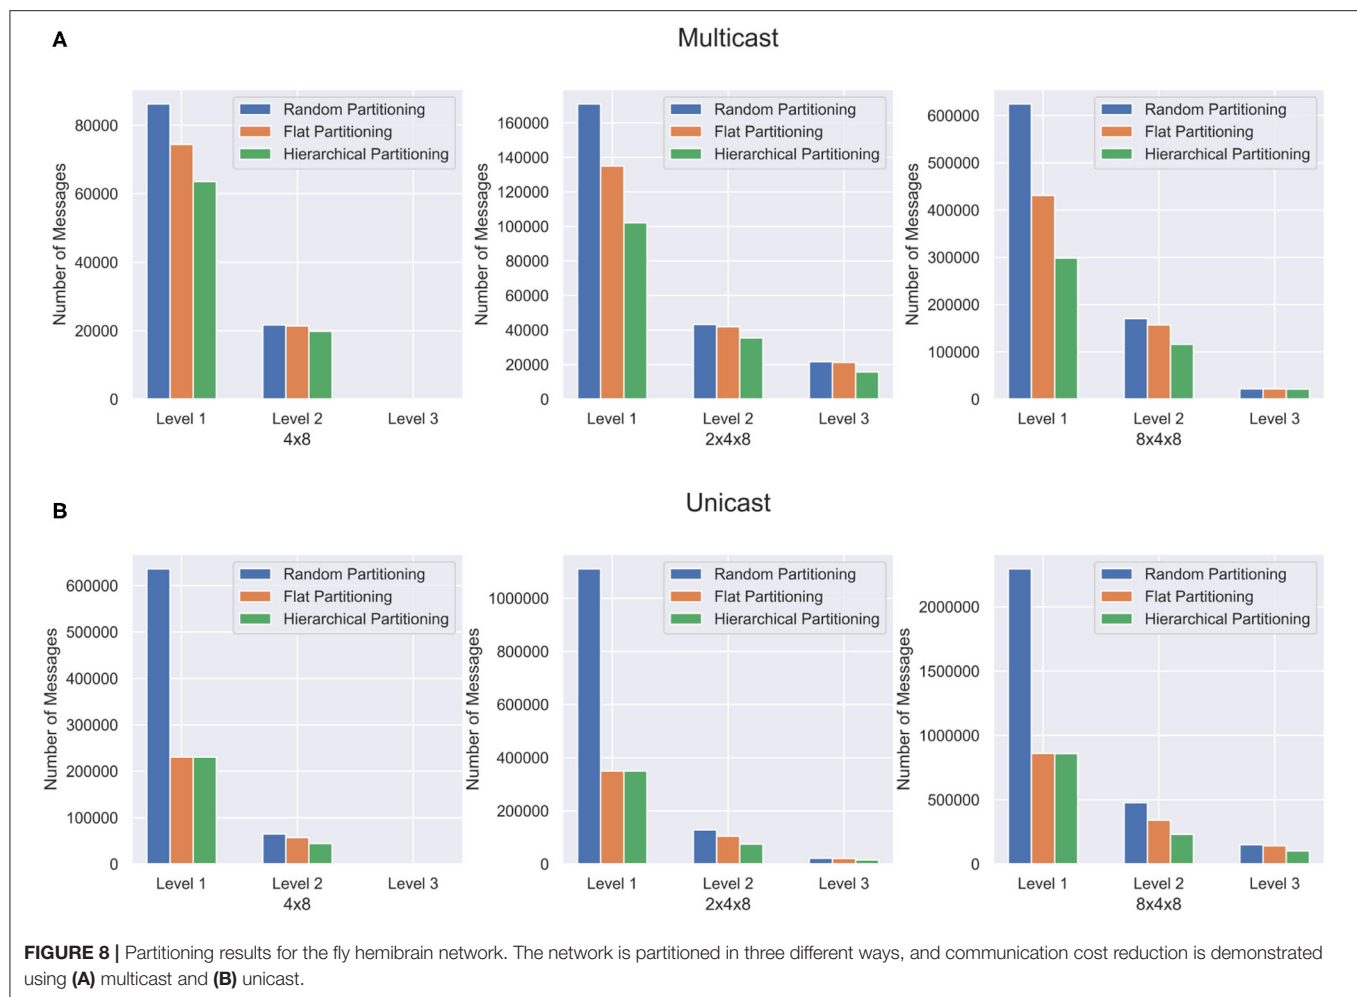 A
Multicast
Number of Messages
80000
60000
40000
20000
0
Random Partitioning
Flat Partitioning
Hierarchical Partitioning
Level 1
Level 2
Level 3
4x8
Number of Messages
160000
140000
120000
100000
80000
60000
40000
20000
0
Random Partitioning
Flat Partitioning
Hierarchical Partitioning
Level 1
Level 2
Level 3
2x4x8
Number of Messages
600000
500000
400000
300000
200000
100000
0
Random Partitioning
Flat Partitioning
Hierarchical Partitioning
Level 1
Level 2
Level 3
8x4x8
B
Unicast
Number of Messages
600000
500000
400000
300000
200000
100000
0
Random Partitioning
Flat Partitioning
Hierarchical Partitioning
Level 1
Level 2
Level 3
4x8
Number of Messages
1000000
800000
600000
400000
200000
0
Random Partitioning
Flat Partitioning
Hierarchical Partitioning
Level 1
Level 2
Level 3
2x4x8
Number of Messages
2000000
1500000
1000000
500000
0
Random Partitioning
Flat Partitioning
Hierarchical Partitioning
Level 1
Level 2
Level 3
8x4x8
FIGURE 8 | Partitioning results for the fly hemibrain network. The network is partitioned in three different ways, and communication cost reduction is demonstrated
using (A) multicast and (B) unicast.